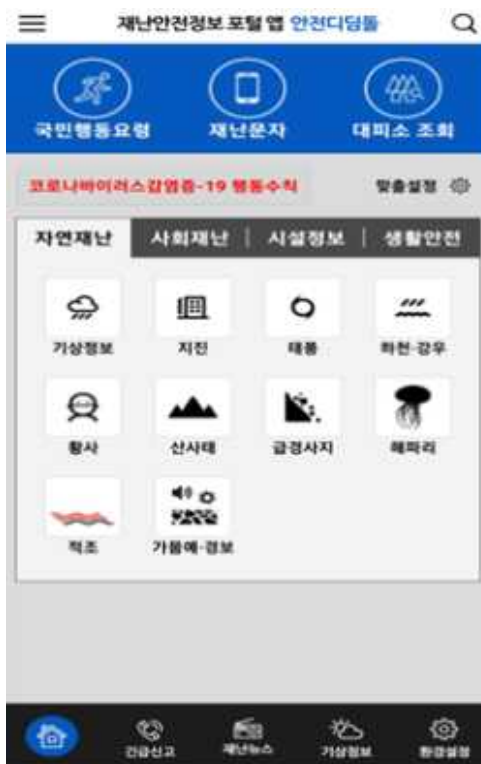 재난안전정보 포털 앱 안전디딤돌
국민행동요령 재난문자 대피소 조회
코로나바이러스감염증-19 행동수칙 맞춤설정
자연재난 사회재난 시설정보 생활안전
기상정보 지진 태풍 하천·강우
황사 산사태 급경사지 해파리
적조 가뭄예·경보
긴급신고 재난뉴스 기상정보 환경설정